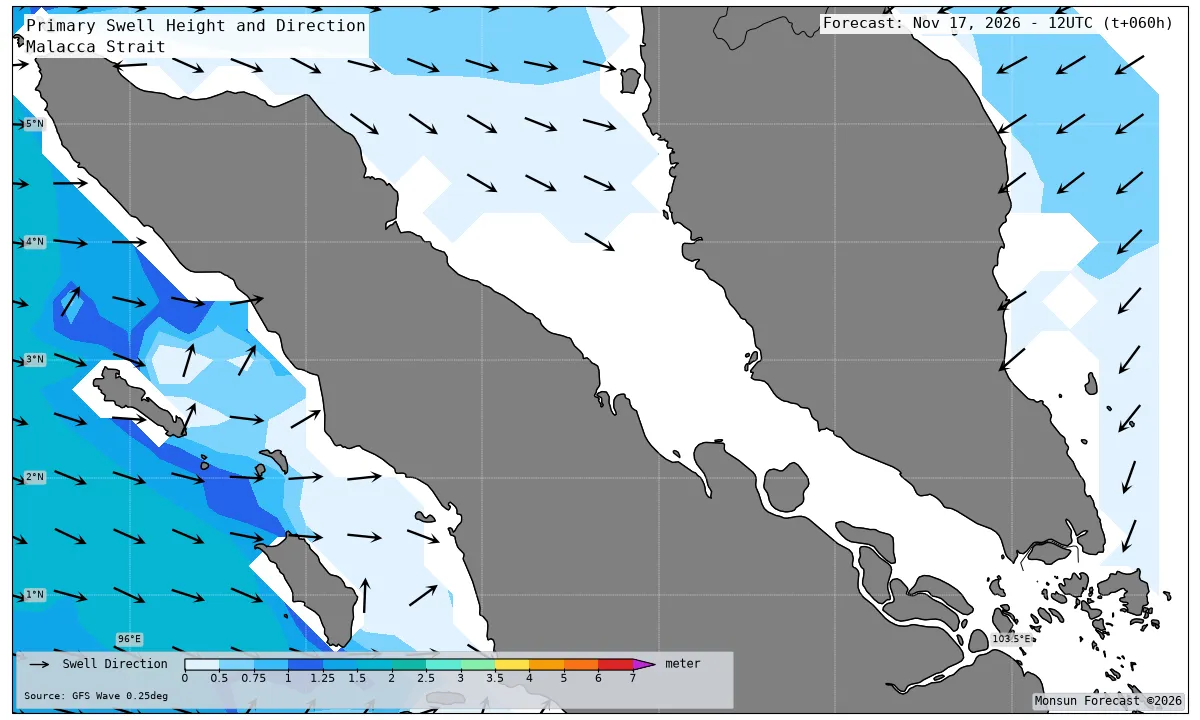 Primary Swell Height and Direction
Malacca Strait
Forecast: Nov 17, 2026 - 12UTC (t+060h)
5°N
4°N
3°N
2°N
1°N
96°E
103.5°E
Swell Direction
meter
0 0.5 0.75 1 1.25 1.5 2 2.5 3 3.5 4 5 6 7
Source: GFS Wave 0.25deg
Monsun Forecast ©2026